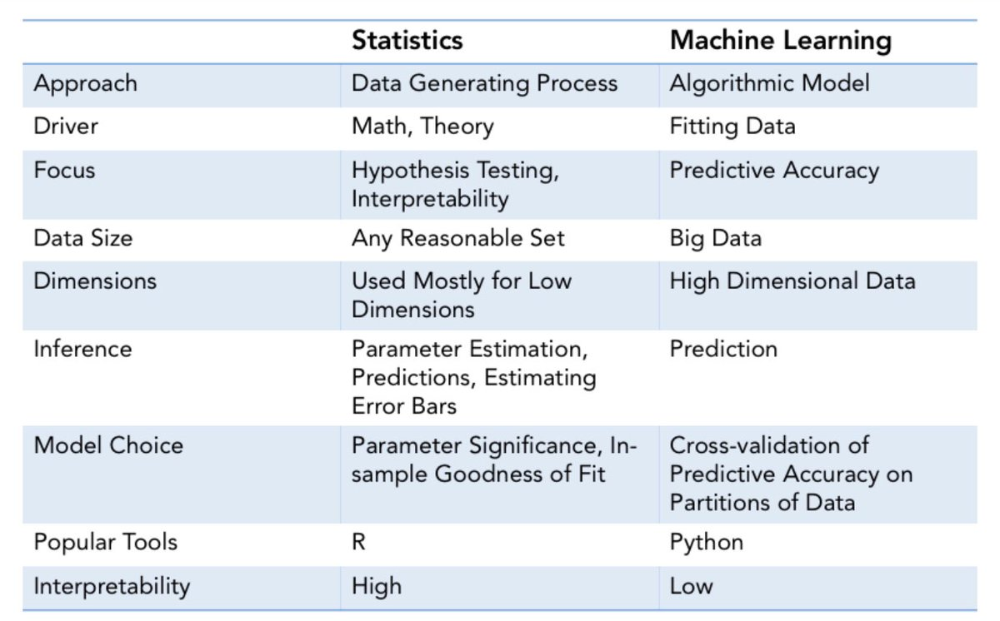 Statistics Machine Learning
Approach Data Generating Process Algorithmic Model
Driver Math, Theory Fitting Data
Focus Hypothesis Testing, Predictive Accuracy
Interpretability
Data Size Any Reasonable Set Big Data
Dimensions Used Mostly for Low High Dimensional Data
Dimensions
Inference Parameter Estimation, Prediction
Predictions, Estimating
Error Bars
Model Choice Parameter Significance, In- Cross-validation of
sample Goodness of Fit Predictive Accuracy on
Partitions of Data
Popular Tools R Python
Interpretability High Low